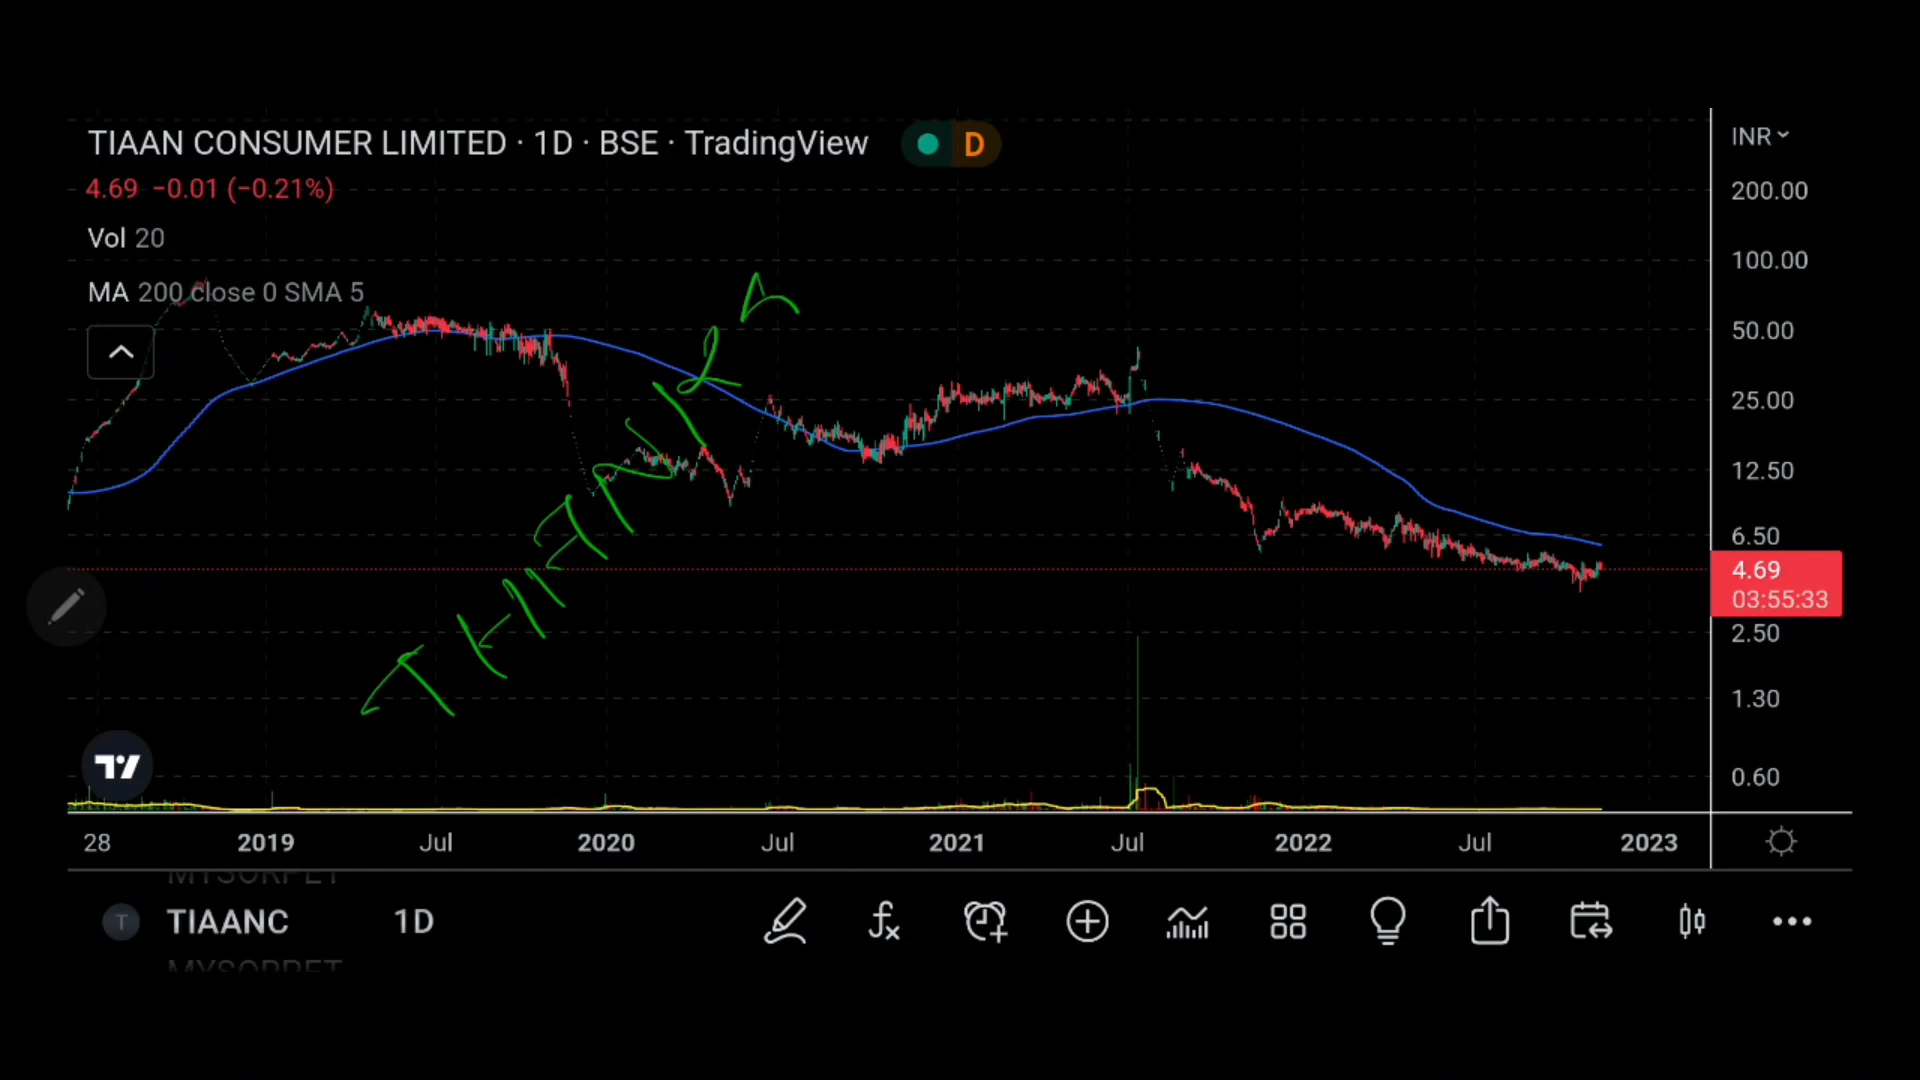 TIAAN CONSUMER LIMITED · 1D · BSE · TradingView
D
INR
4.69 −0.01 (−0.21%)
Vol 20
MA 200 close 0 SMA 5
200.00
100.00
50.00
25.00
12.50
6.50
4.69
03:55:33
2.50
1.30
0.60
28 2019 Jul 2020 Jul 2021 Jul 2022 Jul 2023
MYSORPET
T TIAANC 1D
MYSORPET